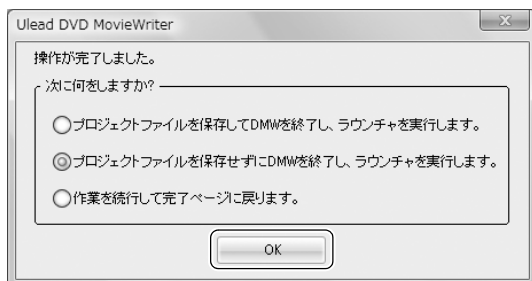 Ulead DVD MovieWriter
操作が完了しました。
次に何をしますか?
プロジェクトファイルを保存してDMWを終了し、ラウンチャを実行します。
プロジェクトファイルを保存せずにDMWを終了し、ラウンチャを実行します。
作業を続行して完了ページに戻ります。
OK